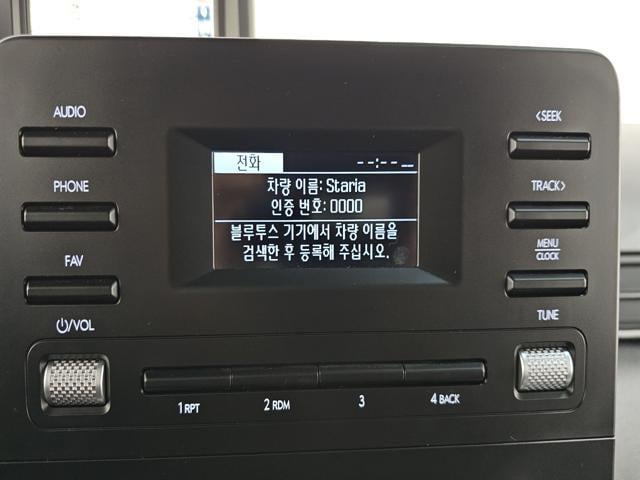 AUDIO
PHONE
FAV
⏻/VOL
전화 --:-- __
차량 이름: Staria
인증 번호: 0000
블루투스 기기에서 차량 이름을
검색한 후 등록해 주십시오.
<SEEK
TRACK>
MENU
CLOCK
TUNE
1 RPT
2 RDM
3
4 BACK